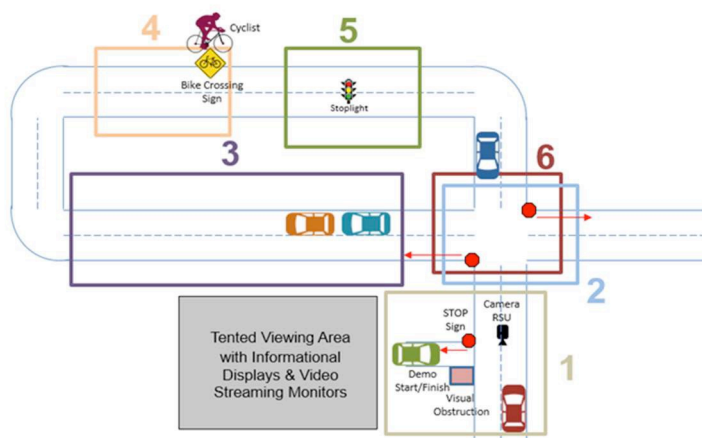 4
Cyclist
5
Bike Crossing
Sign
Stoplight
3
6
2
Tented Viewing Area
with Informational
Displays & Video
Streaming Monitors
STOP
Sign
Camera
RSU
1
Demo
Start/Finish
Visual
Obstruction